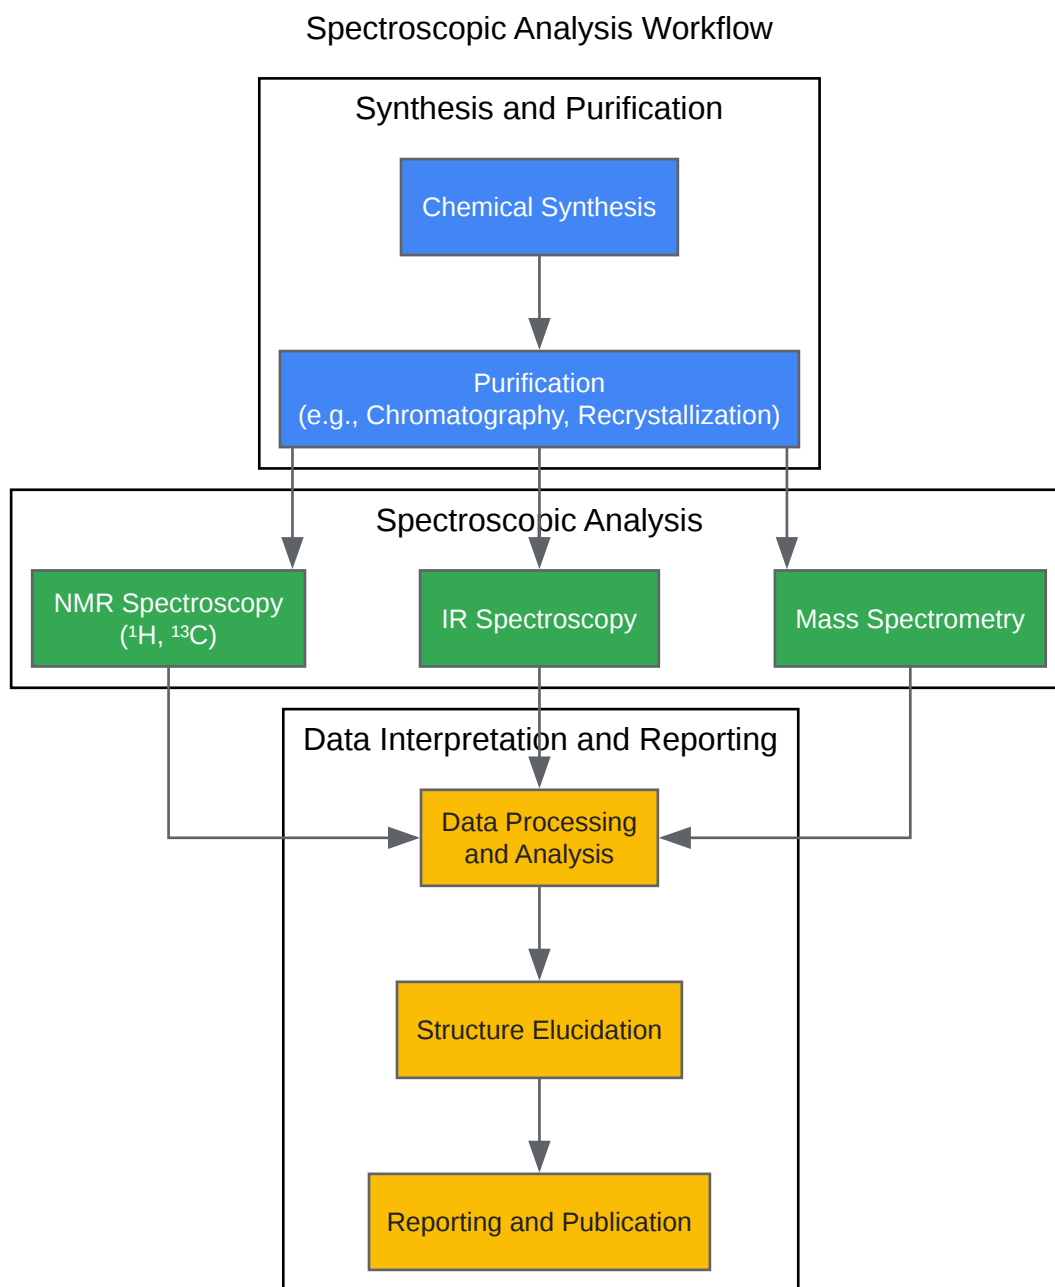 Spectroscopic Analysis Workflow
Synthesis and Purification
Chemical Synthesis
Purification
(e.g., Chromatography, Recrystallization)
Spectroscopic Analysis
NMR Spectroscopy
(¹H, ¹³C)
IR Spectroscopy
Mass Spectrometry
Data Interpretation and Reporting
Data Processing
and Analysis
Structure Elucidation
Reporting and Publication